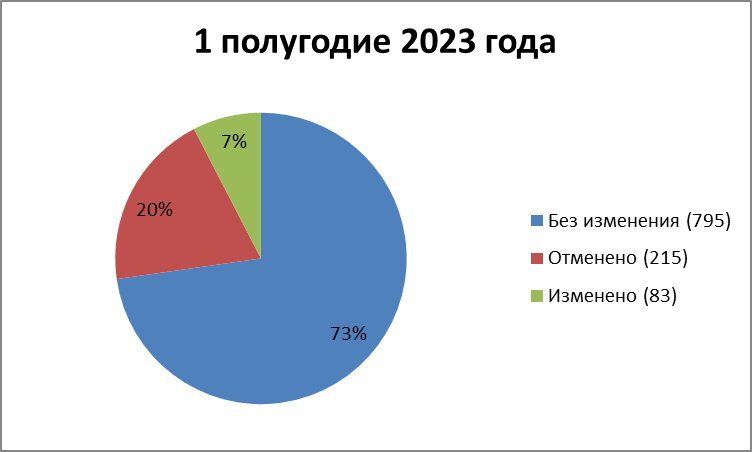 1 полугодие 2023 года
7%
20%
73%
Без изменения (795)
Отменено (215)
Изменено (83)